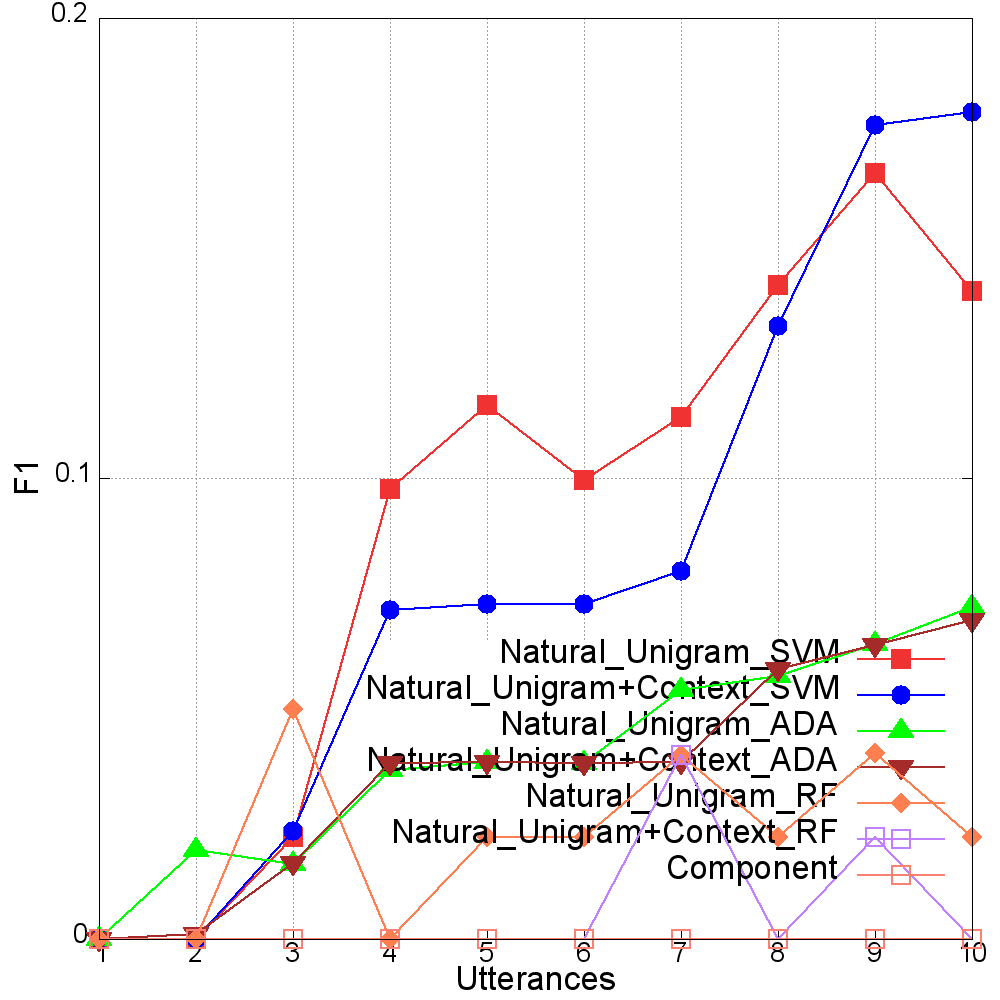 0.2
F1
0.1
Natural_Unigram_SVM
Natural_Unigram+Context_SVM
Natural_Unigram_ADA
Natural_Unigram+Context_ADA
Natural_Unigram_RF
Natural_Unigram+Context_RF
Component
0
1 2 3 4 5 6 7 8 9 10
Utterances